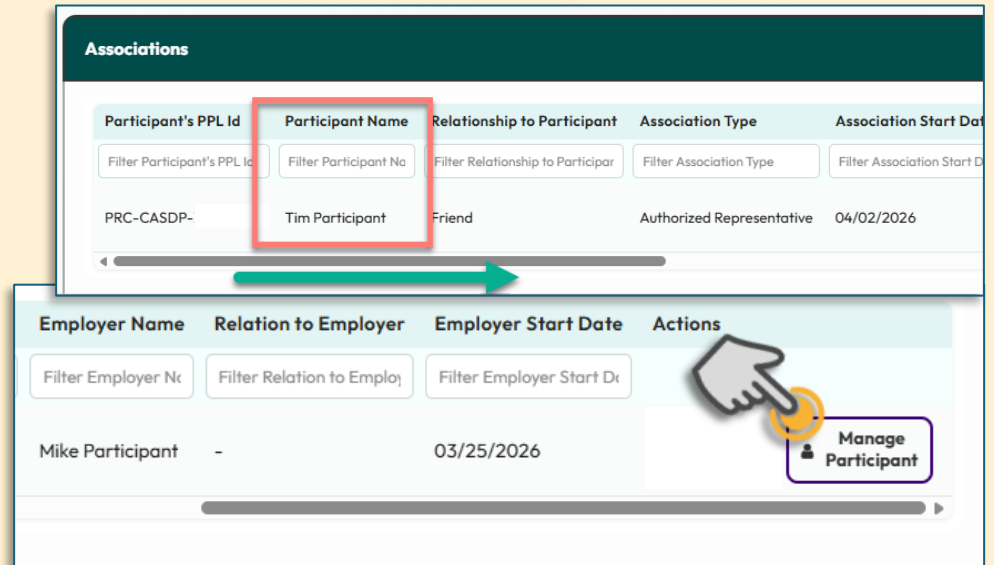 Associations
Participant's PPL Id Participant Name Relationship to Participant Association Type Association Start Dat
Filter Participant's PPL Id Filter Participant Na Filter Relationship to Participar Filter Association Type Filter Association Start D
PRC-CASDP- Tim Participant Friend Authorized Representative 04/02/2026
Employer Name Relation to Employer Employer Start Date Actions
Filter Employer Nc Filter Relation to Employ Filter Employer Start Dc
Mike Participant - 03/25/2026 Manage
Participant